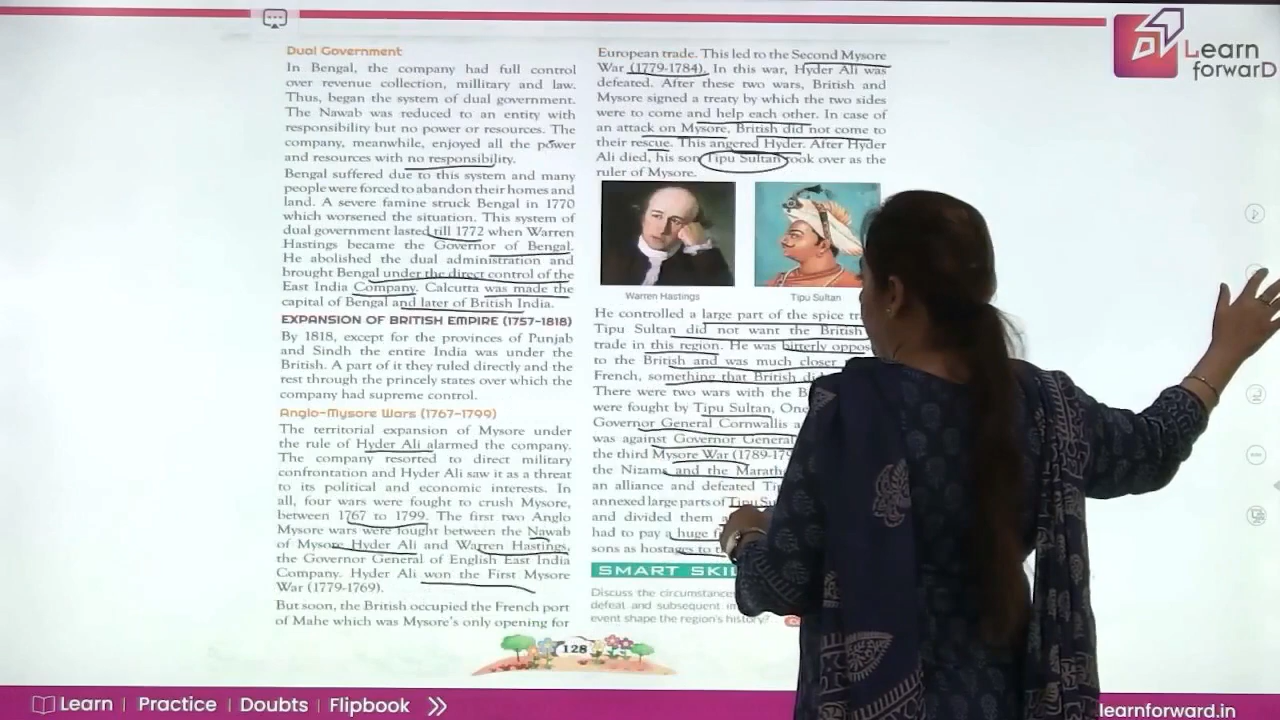 Learn
forwarD
Dual Government
In Bengal, the company had full control
over revenue collection, millitary and law.
Thus, began the system of dual government.
The Nawab was reduced to an entity with
responsibility but no power or resources. The
company, meanwhile, enjoyed all the power
and resources with no responsibility.
Bengal suffered due to this system and many
people were forced to abandon their homes and
land. A severe famine struck Bengal in 1770
which worsened the situation. This system of
dual government lasted till 1772 when Warren
Hastings became the Governor of Bengal.
He abolished the dual administration and
brought Bengal under the direct control of the
East India Company. Calcutta was made the
capital of Bengal and later of British India.
EXPANSION OF BRITISH EMPIRE (1757-1818)
By 1818, except for the provinces of Punjab
and Sindh the entire India was under the
British. A part of it they ruled directly and the
rest through the princely states over which the
company had supreme control.
Anglo-Mysore Wars (1767-1799)
The territorial expansion of Mysore under
the rule of Hyder Ali alarmed the company.
The company resorted to direct military
confrontation and Hyder Ali saw it as a threat
to its political and economic interests. In
all, four wars were fought to crush Mysore,
between 1767 to 1799. The first two Anglo
Mysore wars were fought between the Nawab
of Mysore Hyder Ali and Warren Hastings,
the Governor General of English East India
Company. Hyder Ali won the First Mysore
War (1779-1769).
But soon, the British occupied the French port
of Mahe which was Mysore's only opening for
European trade. This led to the Second Mysore
War (1779-1784). In this war, Hyder Ali was
defeated. After these two wars, British and
Mysore signed a treaty by which the two sides
were to come and help each other. In case of
an attack on Mysore, British did not come to
their rescue. This angered Hyder. After Hyder
Ali died, his son Tipu Sultan took over as the
ruler of Mysore.
Warren Hastings
Tipu Sultan
He controlled a large part of the spice
Tipu Sultan did not want the British
trade in this region. He was bitterly
to the British and was much closer
French, something that British
There were two wars with the
were fought by Tipu Sultan,
Governor General Cornwallis
was against Governor General
the third Mysore War
the Nizams and the
an alliance and defeated
annexed large parts of Tipu
and divided them
had to pay a huge
sons as hostages to
SMART
Discuss the circumstances
defeat and subsequent
event shape the region's history?
128
Learn | Practice | Doubts | Flipbook
learnforward.in